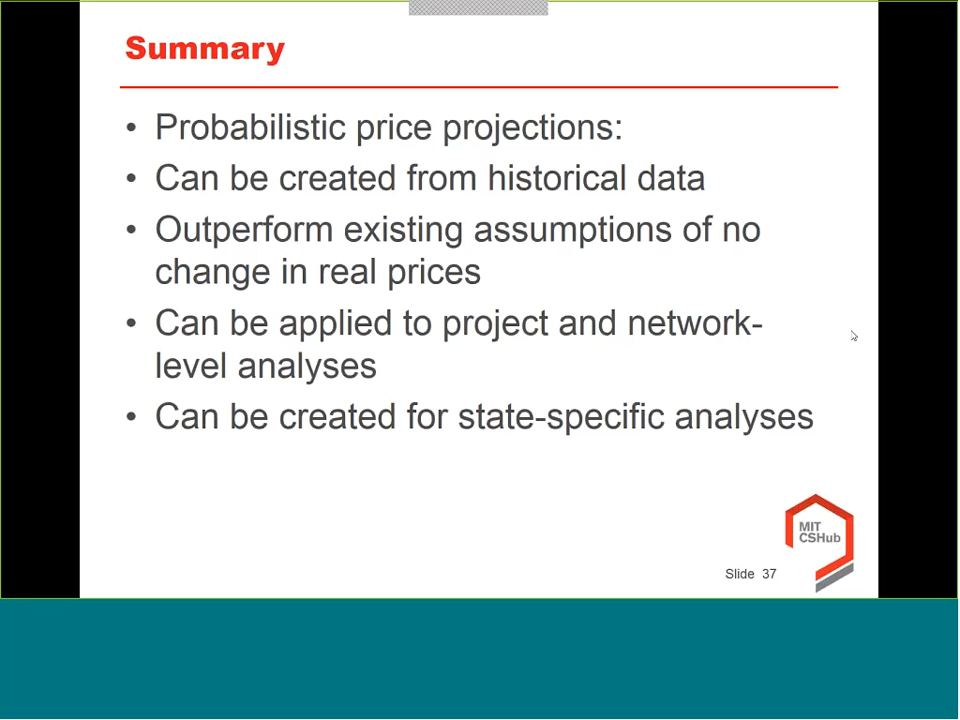 Summary
• Probabilistic price projections:
• Can be created from historical data
• Outperform existing assumptions of no
change in real prices
• Can be applied to project and network-
level analyses
• Can be created for state-specific analyses
MIT
CSHub
Slide 37